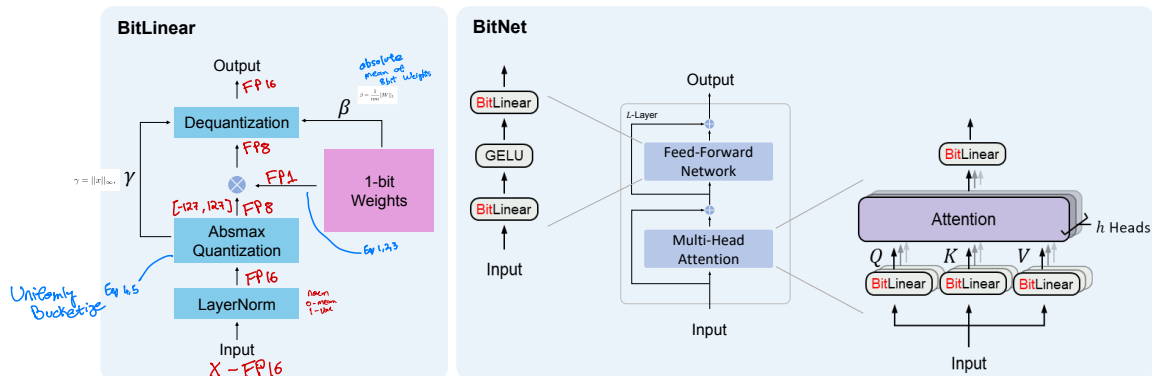 BitLinear
Output
FP16
absolute
mean of
8bit Weights
β = 1/nm ||W||₁
β
Dequantization
FP8
γ = ||x||∞,
γ
FP1
1-bit
Weights
[-127, 127]
FP8
Absmax
Quantization
Eq 1,2,3
FP16
Uniformly
Bucketize
Eq 4,5
LayerNorm
0-mean
Input
X - FP16
BitNet
BitLinear
GELU
BitLinear
Input
Output
L-Layer
Feed-Forward
Network
Multi-Head
Attention
Input
BitLinear
Attention
h Heads
Q
K
V
BitLinear
BitLinear
BitLinear
Input